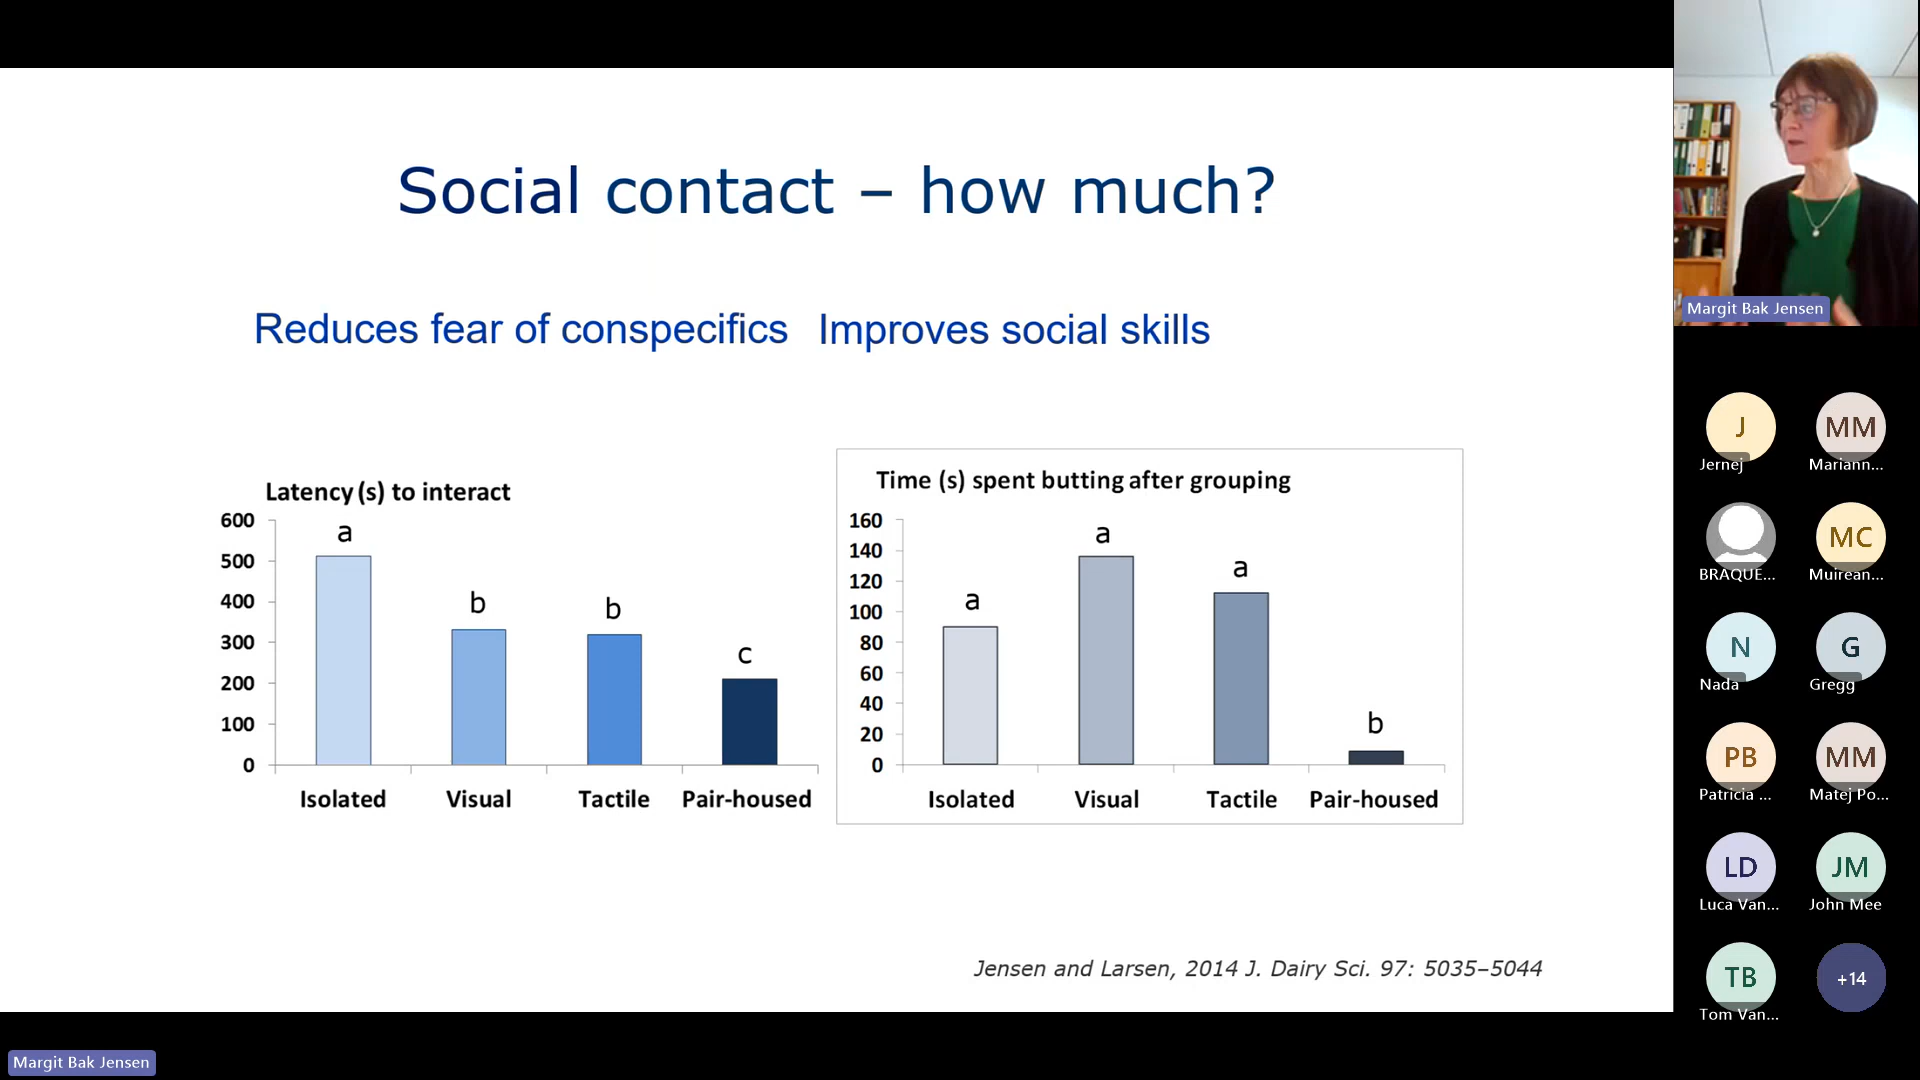 Social contact – how much?
Reduces fear of conspecifics
Improves social skills
Latency (s) to interact
600
500
400
300
200
100
0
a
b
b
c
Isolated
Visual
Tactile
Pair-housed
Time (s) spent butting after grouping
160
140
120
100
80
60
40
20
0
a
a
a
b
Isolated
Visual
Tactile
Pair-housed
Jensen and Larsen, 2014 J. Dairy Sci. 97: 5035–5044
Margit Bak Jensen
J
Jernej
MM
Mariann...
BRAQUE...
MC
Muirean...
N
Nada
G
Gregg
PB
Patricia ...
MM
Matej Po...
LD
Luca Van...
JM
John Mee
TB
Tom Van...
+14
Margit Bak Jensen